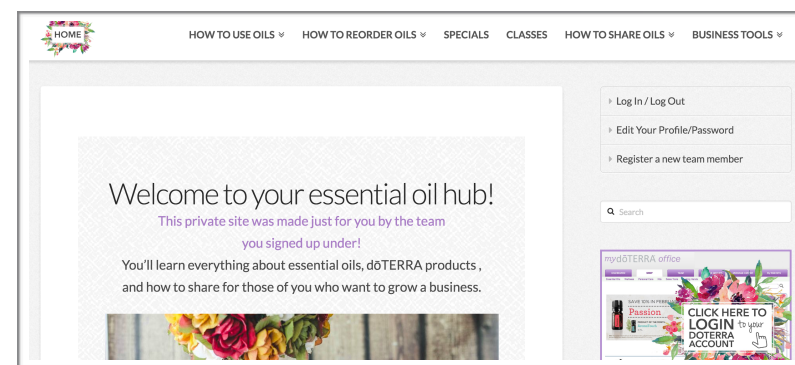 HOME
HOW TO USE OILS
HOW TO REORDER OILS
SPECIALS
CLASSES
HOW TO SHARE OILS
BUSINESS TOOLS
Log In / Log Out
Edit Your Profile/Password
Register a new team member
Search
Welcome to your essential oil hub!
This private site was made just for you by the team
you signed up under!
You'll learn everything about essential oils, dōTERRA products ,
and how to share for those of you who want to grow a business.
mydōTERRA office
Passion
CLICK HERE TO
LOGIN to your
DOTERRA
ACCOUNT